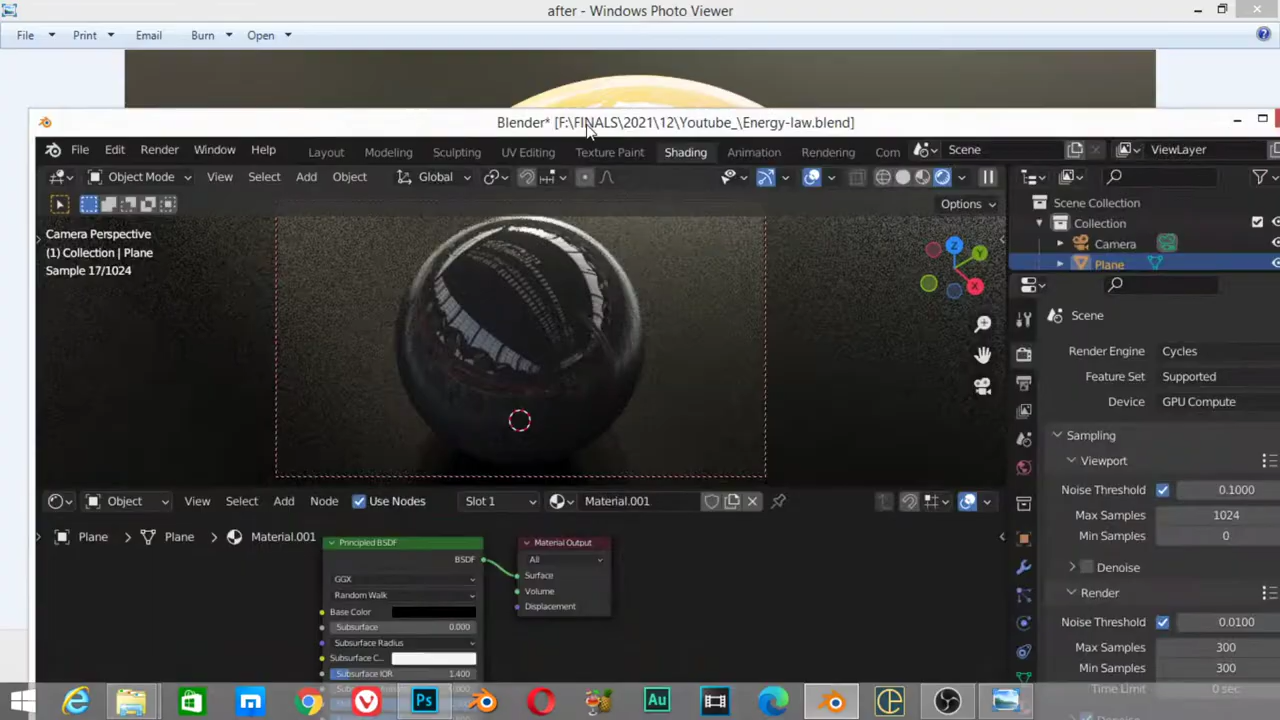 after - Windows Photo Viewer
File Print Email Burn Open
Blender* [F:\FINALS\2021\12\Youtube_\Energy-law.blend]
File Edit Render Window Help Layout Modeling Sculpting UV Editing Texture Paint Shading Animation Rendering Com Scene ViewLayer
Object Mode View Select Add Object Global
Options
Scene Collection
Collection
Camera
Plane
Camera Perspective
(1) Collection | Plane
Sample 17/1024
Z
Y
X
Scene
Render Engine Cycles
Feature Set Supported
Device GPU Compute
Sampling
Viewport
Noise Threshold 0.1000
Max Samples 1024
Min Samples 0
Denoise
Render
Noise Threshold 0.0100
Max Samples 300
Min Samples 300
Time Limit 0 sec
Object View Select Add Node Use Nodes Slot 1 Material.001
Plane Plane Material.001
Principled BSDF
BSDF
GGX
Random Walk
Base Color
Subsurface 0.000
Subsurface Radius
Subsurface C...
Subsurface IOR 1.400
Material Output
All
Surface
Volume
Displacement
Ps
Au